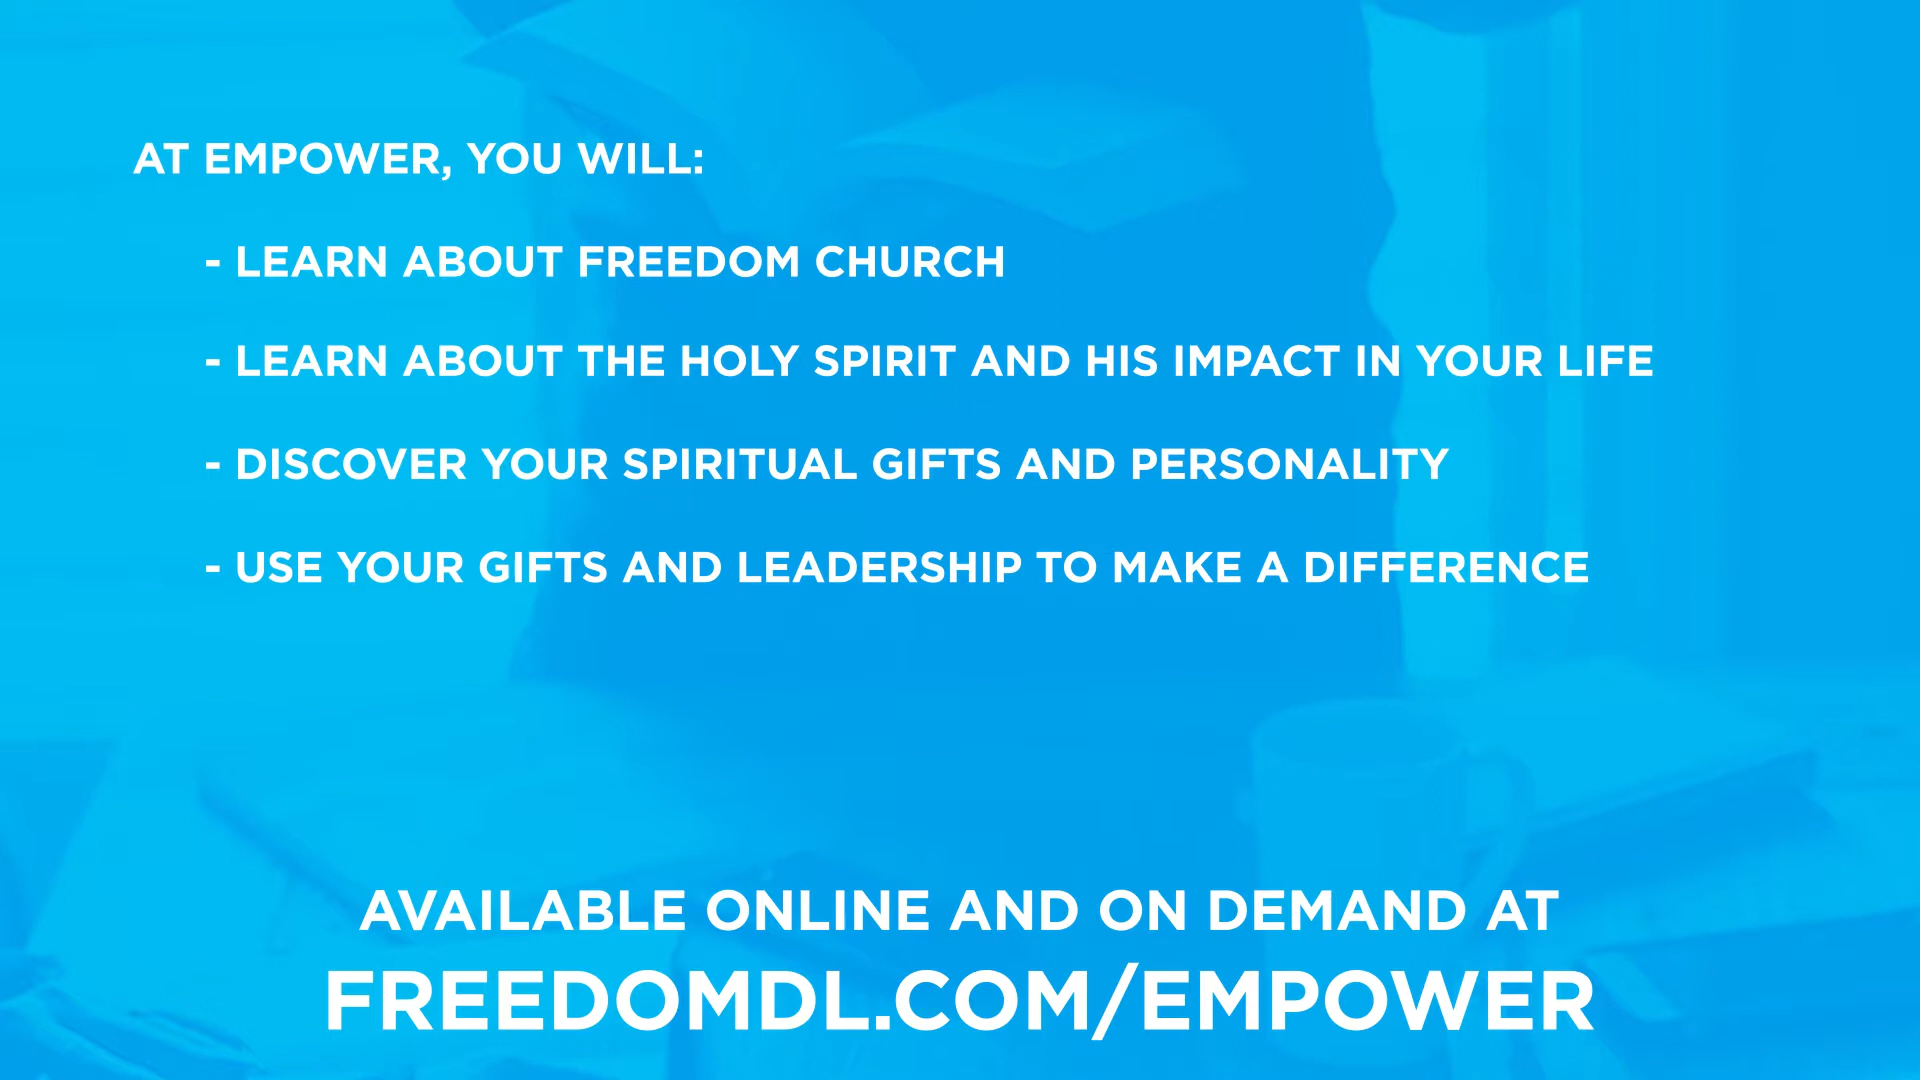 AT EMPOWER, YOU WILL:
- LEARN ABOUT FREEDOM CHURCH
- LEARN ABOUT THE HOLY SPIRIT AND HIS IMPACT IN YOUR LIFE
- DISCOVER YOUR SPIRITUAL GIFTS AND PERSONALITY
- USE YOUR GIFTS AND LEADERSHIP TO MAKE A DIFFERENCE
AVAILABLE ONLINE AND ON DEMAND AT
FREEDOMDL.COM/EMPOWER